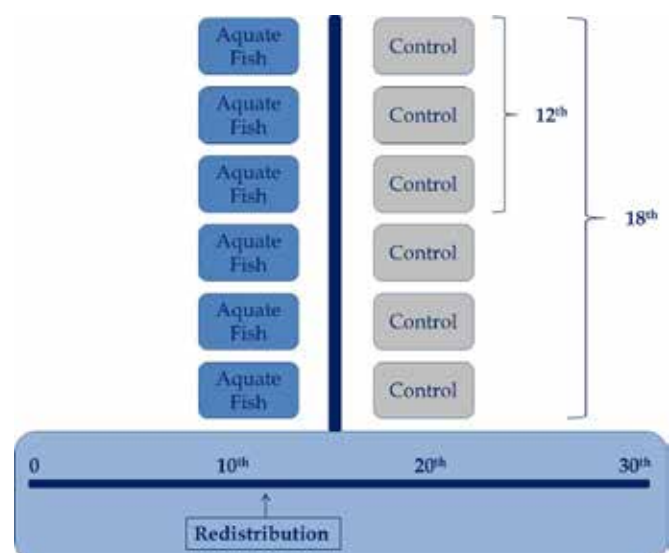 Aquate
Fish
Control
12th
Aquate
Fish
Control
Aquate
Fish
Control
18th
Aquate
Fish
Control
Aquate
Fish
Control
Aquate
Fish
Control
0 10th 20th 30th
Redistribution